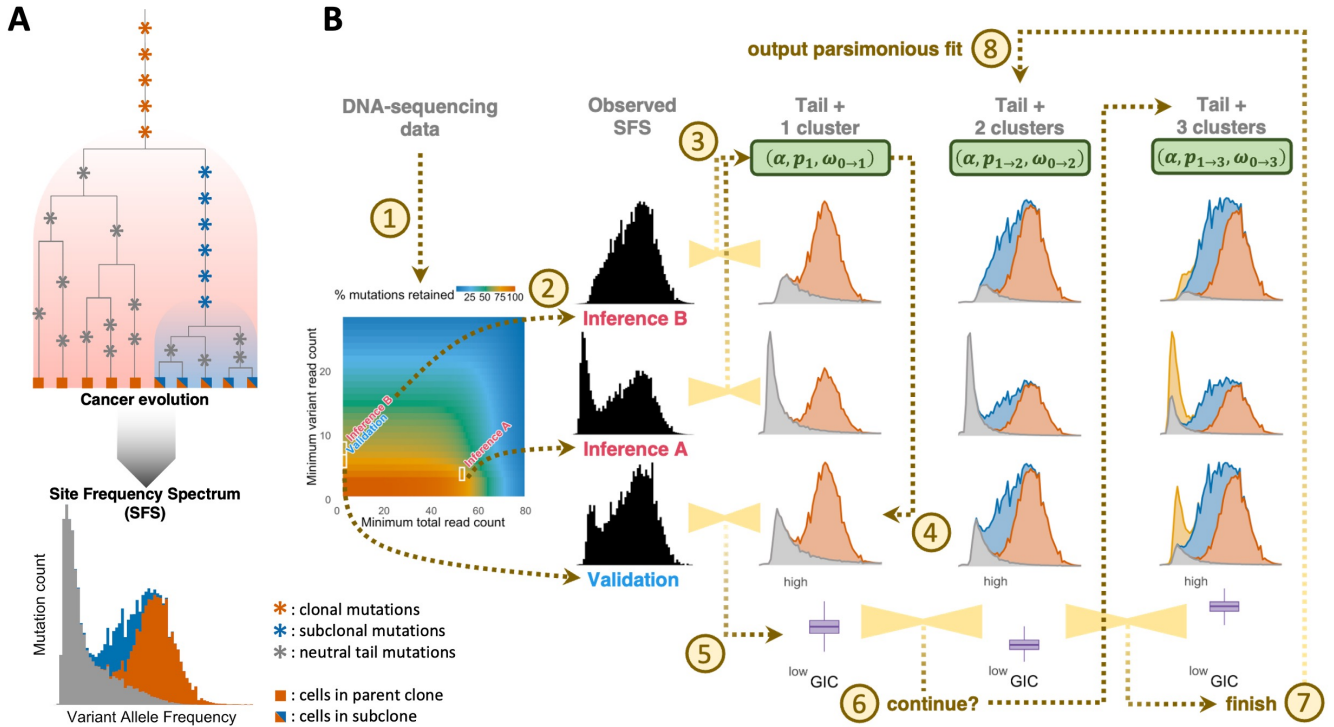 A
Cancer evolution
Site Frequency Spectrum
(SFS)
Mutation count
Variant Allele Frequency
: clonal mutations
: subclonal mutations
: neutral tail mutations
: cells in parent clone
: cells in subclone
B
output parsimonious fit
8
DNA-sequencing
data
Observed
SFS
Tail +
1 cluster
Tail +
2 clusters
Tail +
3 clusters
3
(α, p₁, ω₀→₁)
(α, p₁→₂, ω₀→₂)
(α, p₁→₃, ω₀→₃)
1
2
% mutations retained
25 50 75 100
Inference B
Minimum variant read count
20
10
0
Inference B
Validation
Inference A
0 20 40 60 80
Minimum total read count
Inference A
4
Validation
high
high
high
5
low GIC
low GIC
low GIC
6
continue?
finish
7